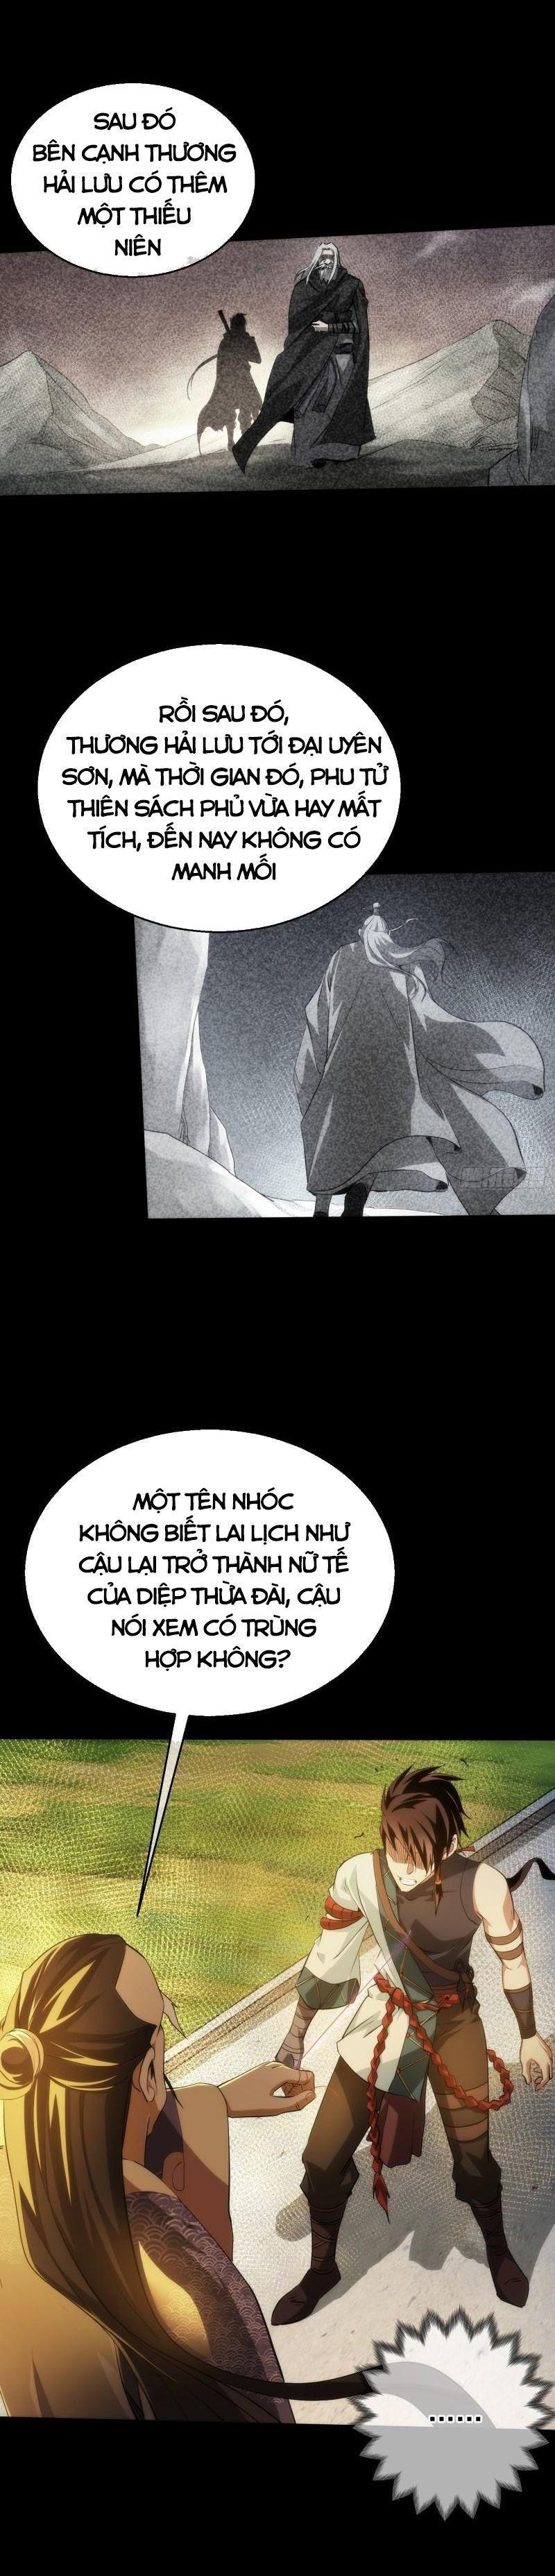 SAU ĐÓ
BÊN CẠNH THƯƠNG
HẢI LƯU CÓ THÊM
MỘT THIẾU
NIÊN
RỒI SAU ĐÓ,
THƯƠNG HẢI LƯU TỚI ĐẠI UYÊN
SƠN, MÀ THỜI GIAN ĐÓ, PHU TỬ
THIÊN SÁCH PHỦ VỪA HAY MẤT
TÍCH, ĐẾN NAY KHÔNG CÓ
MANH MỐI
MỘT TÊN NHÓC
KHÔNG BIẾT LAI LỊCH NHƯ
CẬU LẠI TRỞ THÀNH NỮ TẾ
CỦA DIỆP THỪA ĐÀI, CẬU
NÓI XEM CÓ TRÙNG
HỢP KHÔNG?
......